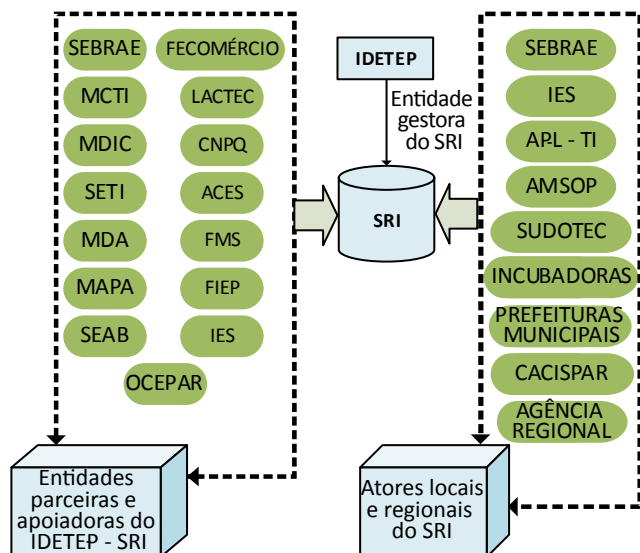 SEBRAE
FECOMÉRCIO
MCTI
LACTEC
MDIC
CNPQ
SETI
ACES
MDA
FMS
MAPA
FIEP
SEAB
IES
OCEPAR
Entidades
parceiras e
apoiadoras do
IDETEP - SRI
IDETEP
Entidade
gestora
do SRI
SRI
SEBRAE
IES
APL - TI
AMSOP
SUDOTEC
INCUBADORAS
PREFEITURAS
MUNICIPAIS
CACISPAR
AGÊNCIA
REGIONAL
Atores locais
e regionais
do SRI